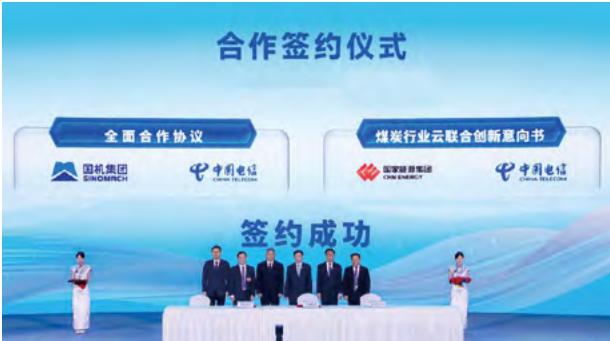 合作签约仪式
全面合作协议
国机集团
SINOMACH
中国电信
CHINA TELECOM
煤炭行业云联合创新意向书
国家能源集团
CHN ENERGY
中国电信
CHINA TELECOM
签约成功